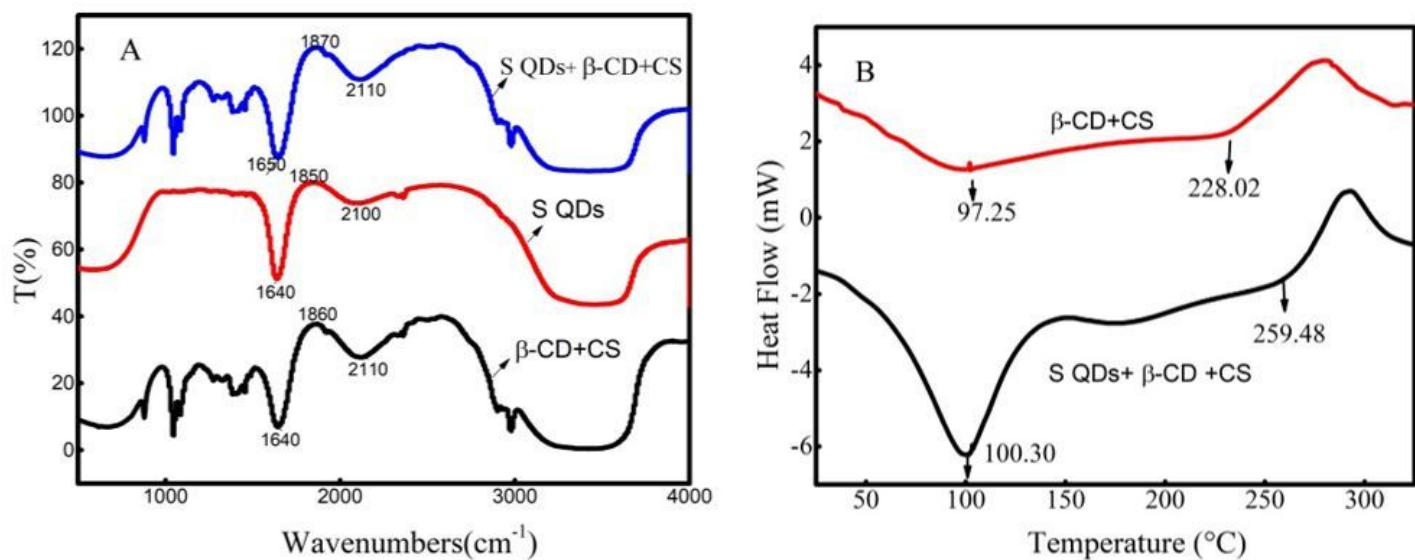 A
1870
S QDs+ β-CD+CS
2110
1650
1850
2100
S QDs
1640
1860
β-CD+CS
2110
1640
120
100
80
60
40
20
0
T(%)
1000 2000 3000 4000
Wavenumbers(cm⁻¹)
B
β-CD+CS
97.25
228.02
259.48
S QDs+ β-CD +CS
100.30
4
2
0
-2
-4
-6
Heat Flow (mW)
50 100 150 200 250 300
Temperature (°C)